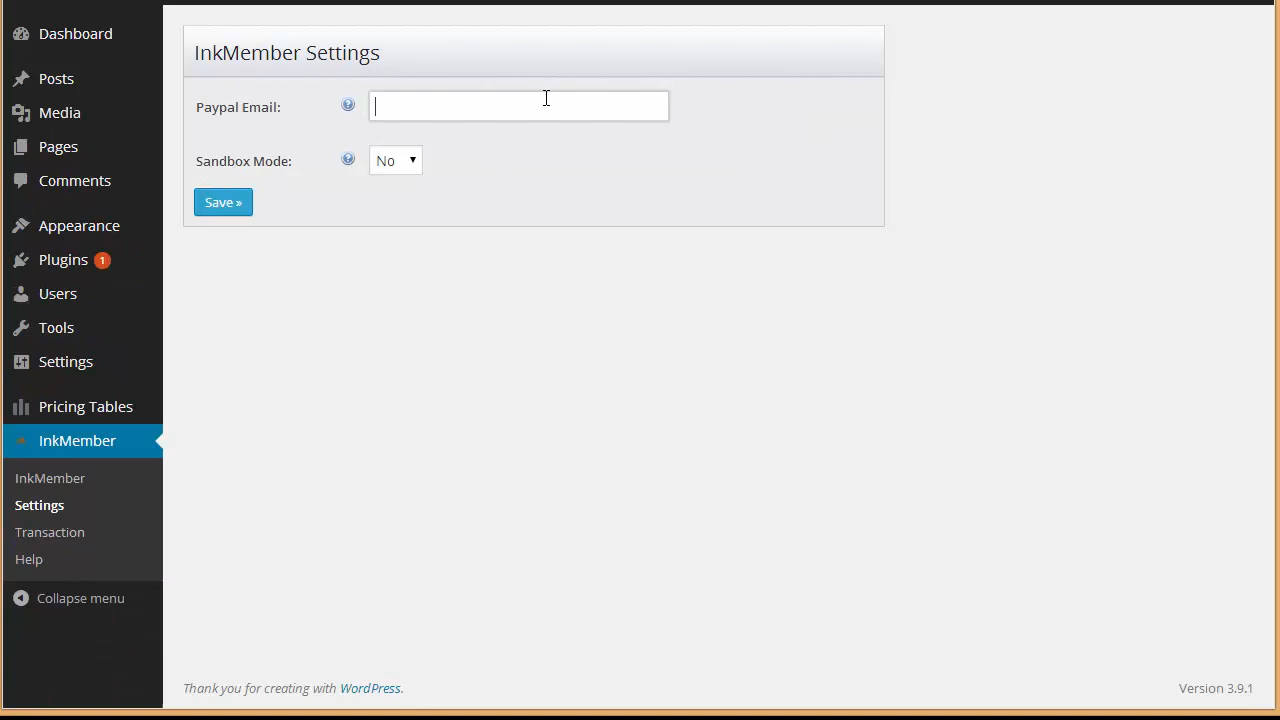 Dashboard
Posts
Media
Pages
Comments
Appearance
Plugins 1
Users
Tools
Settings
Pricing Tables
InkMember
InkMember
Settings
Transaction
Help
Collapse menu
InkMember Settings
Paypal Email:
Sandbox Mode: No
Save »
Thank you for creating with WordPress. Version 3.9.1